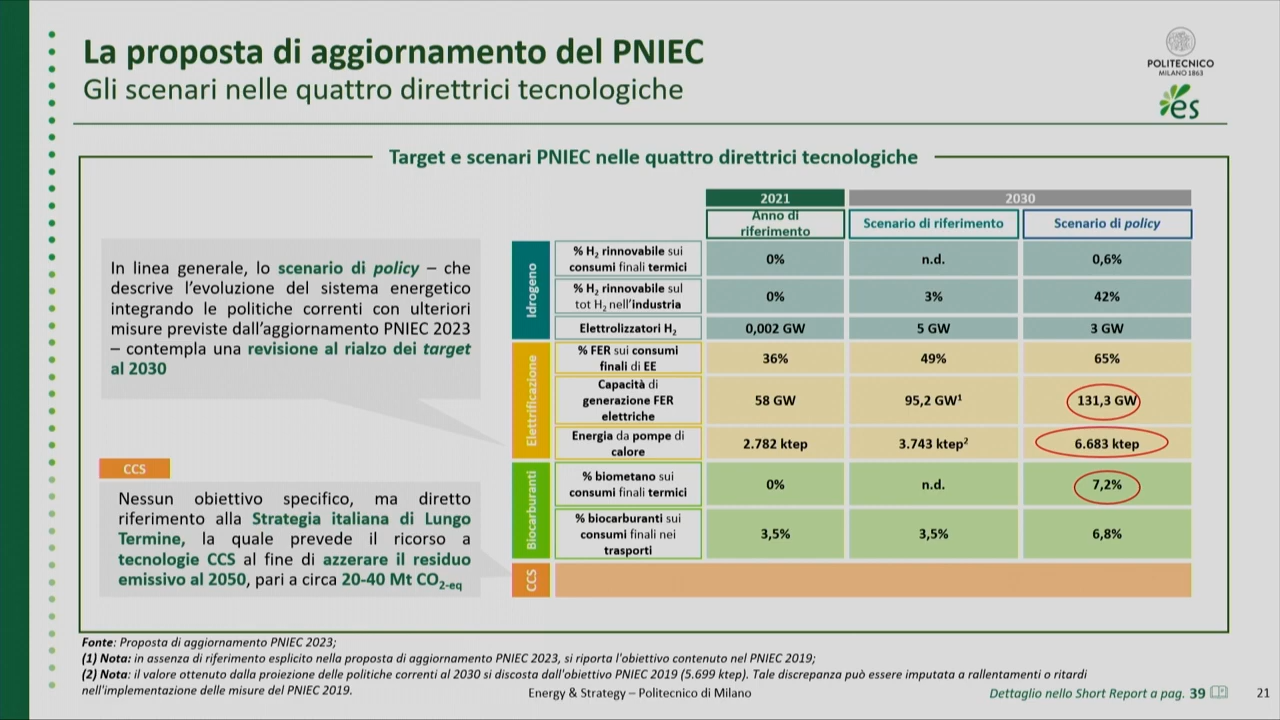 La proposta di aggiornamento del PNIEC
Gli scenari nelle quattro direttrici tecnologiche
POLITECNICO
MILANO 1863
es
Target e scenari PNIEC nelle quattro direttrici tecnologiche
In linea generale, lo scenario di policy – che
descrive l'evoluzione del sistema energetico
integrando le politiche correnti con ulteriori
misure previste dall'aggiornamento PNIEC 2023
– contempla una revisione al rialzo dei target
al 2030
CCS
Nessun obiettivo specifico, ma diretto
riferimento alla Strategia italiana di Lungo
Termine, la quale prevede il ricorso a
tecnologie CCS al fine di azzerare il residuo
emissivo al 2050, pari a circa 20-40 Mt CO2-eq
2021
2030
Anno di
riferimento
Scenario di riferimento
Scenario di policy
Idrogeno
% H2 rinnovabile sui
consumi finali termici
0%
n.d.
0,6%
% H2 rinnovabile sul
tot H2 nell'industria
0%
3%
42%
Elettrolizzatori H2
0,002 GW
5 GW
3 GW
Elettrificazione
% FER sui consumi
finali di EE
36%
49%
65%
Capacità di
generazione FER
elettriche
58 GW
95,2 GW1
131,3 GW
Energia da pompe di
calore
2.782 ktep
3.743 ktep2
6.683 ktep
Biocarburanti
% biometano sui
consumi finali termici
0%
n.d.
7,2%
% biocarburanti sui
consumi finali nei
trasporti
3,5%
3,5%
6,8%
CCS
Fonte: Proposta di aggiornamento PNIEC 2023;
(1) Nota: in assenza di riferimento esplicito nella proposta di aggiornamento PNIEC 2023, si riporta l'obiettivo contenuto nel PNIEC 2019;
(2) Nota: il valore ottenuto dalla proiezione delle politiche correnti al 2030 si discosta dall'obiettivo PNIEC 2019 (5.699 ktep). Tale discrepanza può essere imputata a rallentamenti o ritardi
nell'implementazione delle misure del PNIEC 2019.
Energy & Strategy – Politecnico di Milano
Dettaglio nello Short Report a pag. 39
21